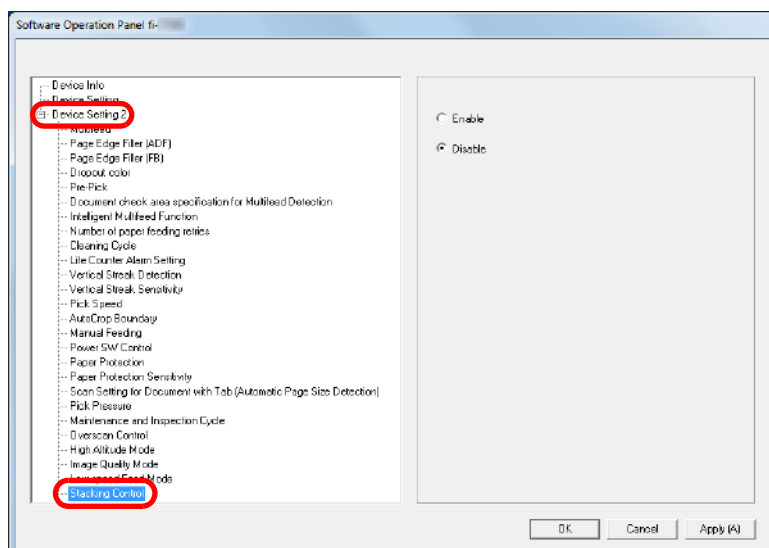 Software Operation Panel fi-
Device Info
Device Setting
Device Setting 2
Multifeed
Page Edge Filler (ADF)
Page Edge Filler (FB)
Dropout color
Pre-Pick
Document check area specification for Multifeed Detection
Intelligent Multifeed Function
Number of paper feeding retries
Cleaning Cycle
Life Counter Alarm Setting
Vertical Streak Detection
Vertical Streak Sensitivity
Pick Speed
AutoCrop Boundary
Manual Feeding
Power SW Control
Paper Protection
Paper Protection Sensitivity
Scan Setting for Document with Tab (Automatic Page Size Detection)
Pick Pressure
Maintenance and Inspection Cycle
Overscan Control
High Altitude Mode
Image Quality Mode
Low-speed Feed Mode
Stacking Control
Enable
Disable
OK
Cancel
Apply (A)